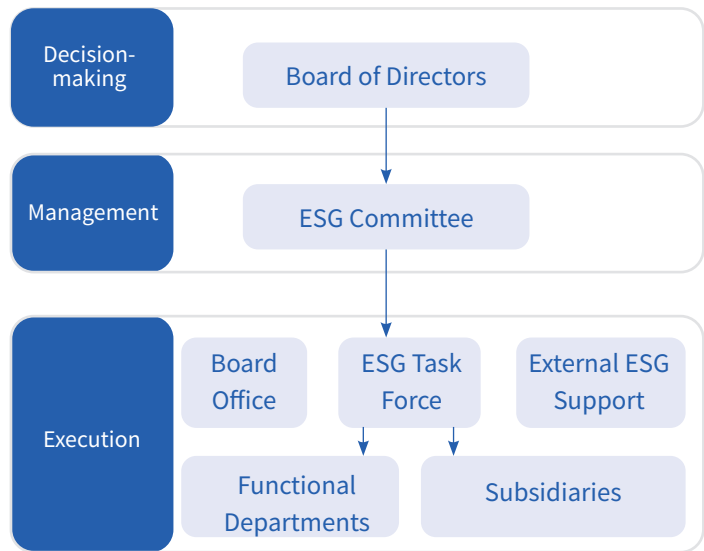 Decision-
making
Board of Directors
Management
ESG Committee
Execution
Board
Office
ESG Task
Force
External ESG
Support
Functional
Departments
Subsidiaries